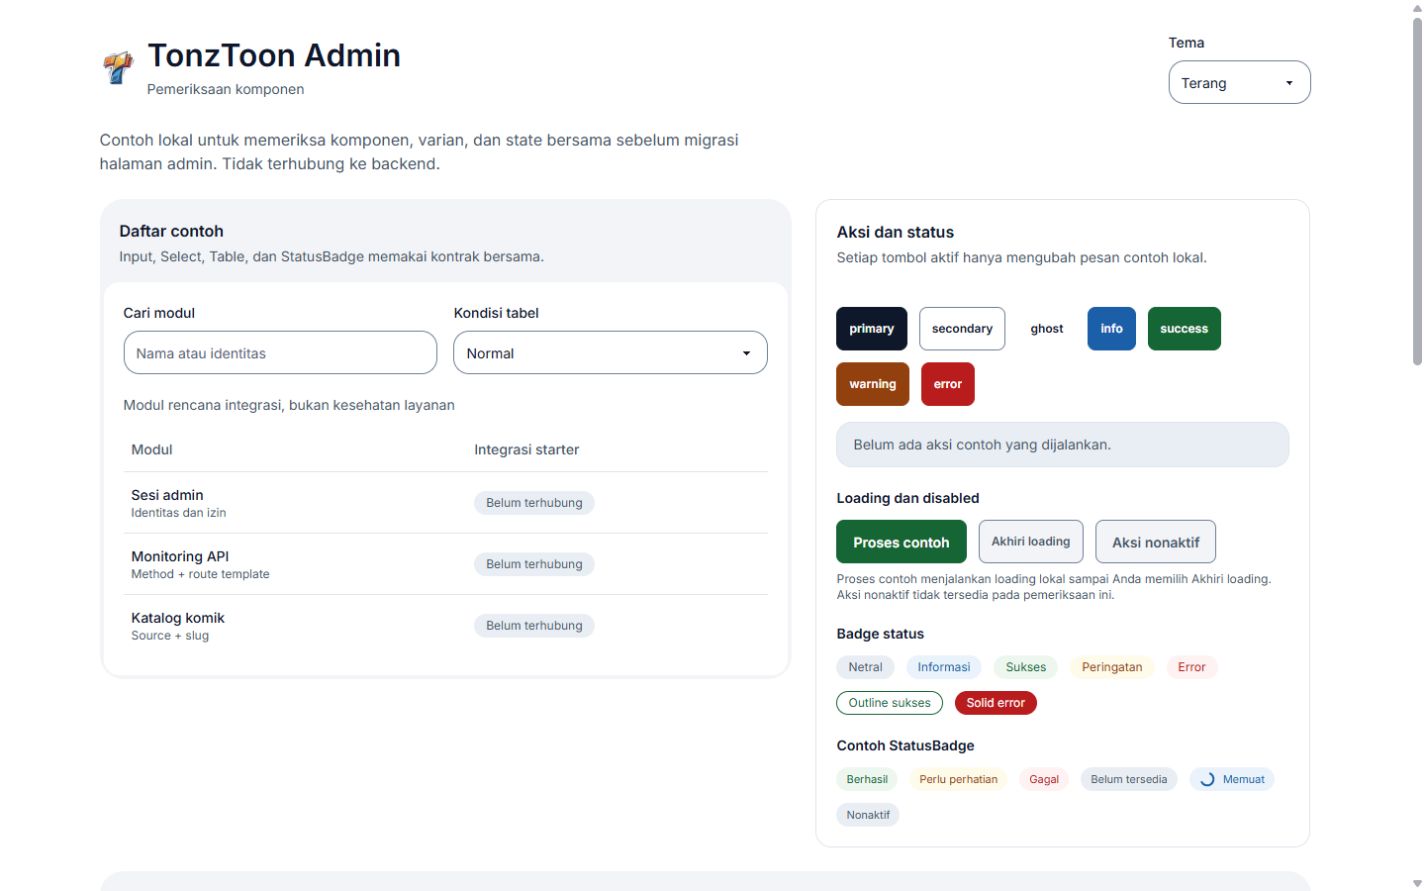 TonzToon Admin
Pemeriksaan komponen
Tema
Terang
Contoh lokal untuk memeriksa komponen, varian, dan state bersama sebelum migrasi
halaman admin. Tidak terhubung ke backend.
Daftar contoh
Input, Select, Table, dan StatusBadge memakai kontrak bersama.
Cari modul
Kondisi tabel
Nama atau identitas
Normal
Modul rencana integrasi, bukan kesehatan layanan
Modul
Integrasi starter
Sesi admin
Identitas dan izin
Belum terhubung
Monitoring API
Method + route template
Belum terhubung
Katalog komik
Source + slug
Belum terhubung
Aksi dan status
Setiap tombol aktif hanya mengubah pesan contoh lokal.
primary
secondary
ghost
info
success
warning
error
Belum ada aksi contoh yang dijalankan.
Loading dan disabled
Proses contoh
Akhiri loading
Aksi nonaktif
Proses contoh menjalankan loading lokal sampai Anda memilih Akhiri loading.
Aksi nonaktif tidak tersedia pada pemeriksaan ini.
Badge status
Netral
Informasi
Sukses
Peringatan
Error
Outline sukses
Solid error
Contoh StatusBadge
Berhasil
Perlu perhatian
Gagal
Belum tersedia
Memuat
Nonaktif